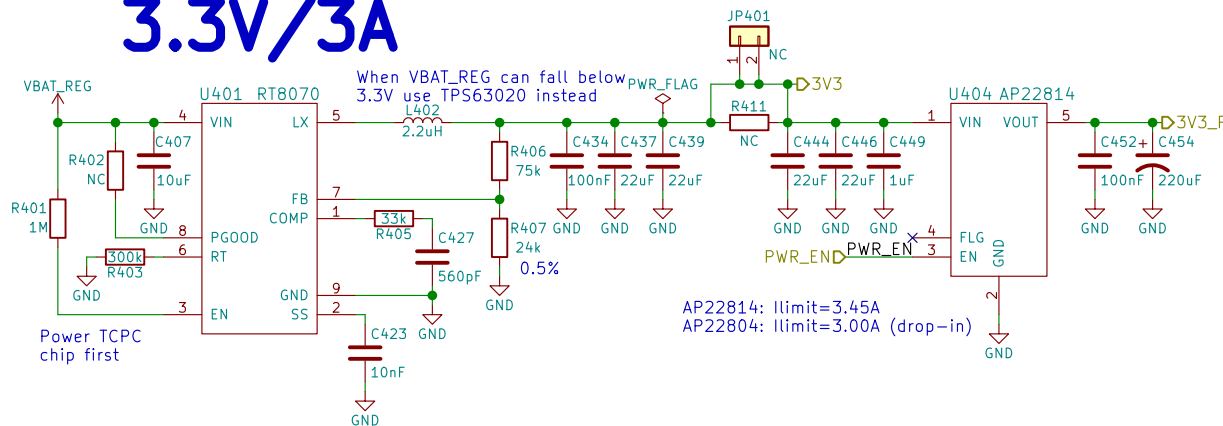 3.3V/3A
JP401
1
2
NC
VBAT_REG
When VBAT_REG can fall below
3.3V use TPS63020 instead
PWR_FLAG
3V3
U401 RT8070
4 VIN
LX 5
L402
2.2uH
R411
NC
U404 AP22814
1 VIN
VOUT 5
3V3_F
R402
NC
C407
10uF
GND
R406
75k
C434
100nF
GND
C437
22uF
GND
C439
22uF
GND
C444
22uF
GND
C446
22uF
GND
C449
1uF
GND
C452
100nF
GND
+
C454
220uF
GND
R401
1M
FB 7
COMP 1
33k
R405
C427
560pF
R407
24k
0.5%
GND
8 PGOOD
6 RT
300k
R403
GND
4 FLG
3 EN
GND
2
GND
PWR_EN
PWR_EN
GND 9
SS 2
GND
3 EN
Power TCPC
chip first
C423
10nF
GND
AP22814: Ilimit=3.45A
AP22804: Ilimit=3.00A (drop-in)